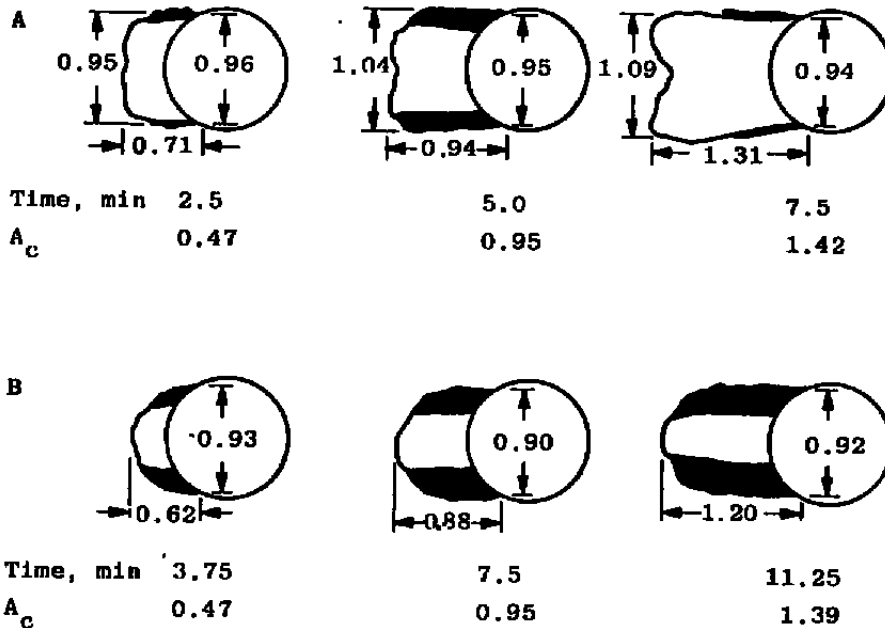 A
0.95 0.96 1.04 0.95 1.09 0.94
0.71 0.94 1.31
Time, min 2.5 5.0 7.5
A_c 0.47 0.95 1.42
B
0.93 0.90 0.92
0.62 0.88 1.20
Time, min 3.75 7.5 11.25
A_c 0.47 0.95 1.39